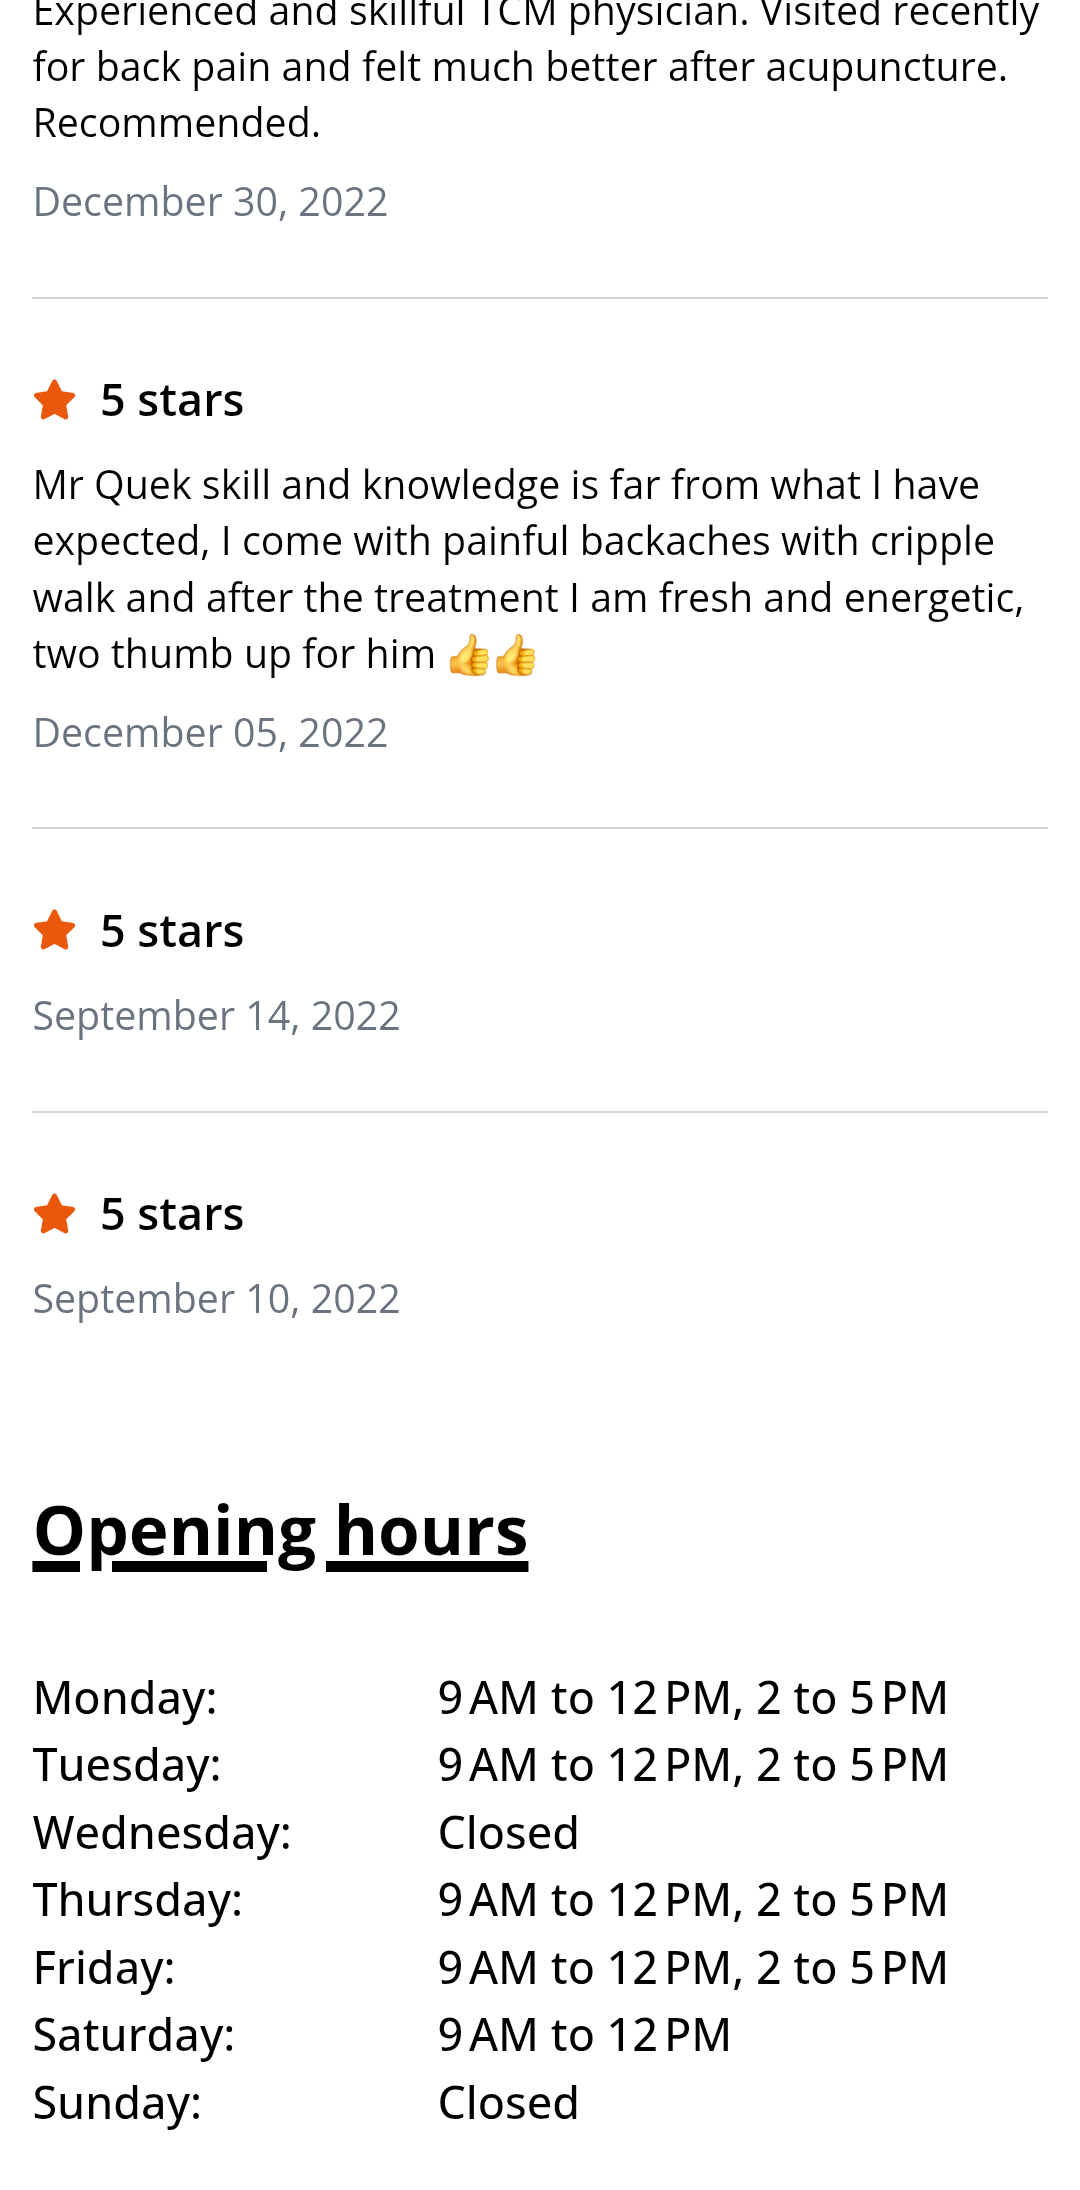 Experienced and skillful TCM physician. Visited recently
for back pain and felt much better after acupuncture.
Recommended.
December 30, 2022
5 stars
Mr Quek skill and knowledge is far from what I have
expected, I come with painful backaches with cripple
walk and after the treatment I am fresh and energetic,
two thumb up for him 👍👍
December 05, 2022
5 stars
September 14, 2022
5 stars
September 10, 2022
Opening hours
Monday: 9 AM to 12 PM, 2 to 5 PM
Tuesday: 9 AM to 12 PM, 2 to 5 PM
Wednesday: Closed
Thursday: 9 AM to 12 PM, 2 to 5 PM
Friday: 9 AM to 12 PM, 2 to 5 PM
Saturday: 9 AM to 12 PM
Sunday: Closed